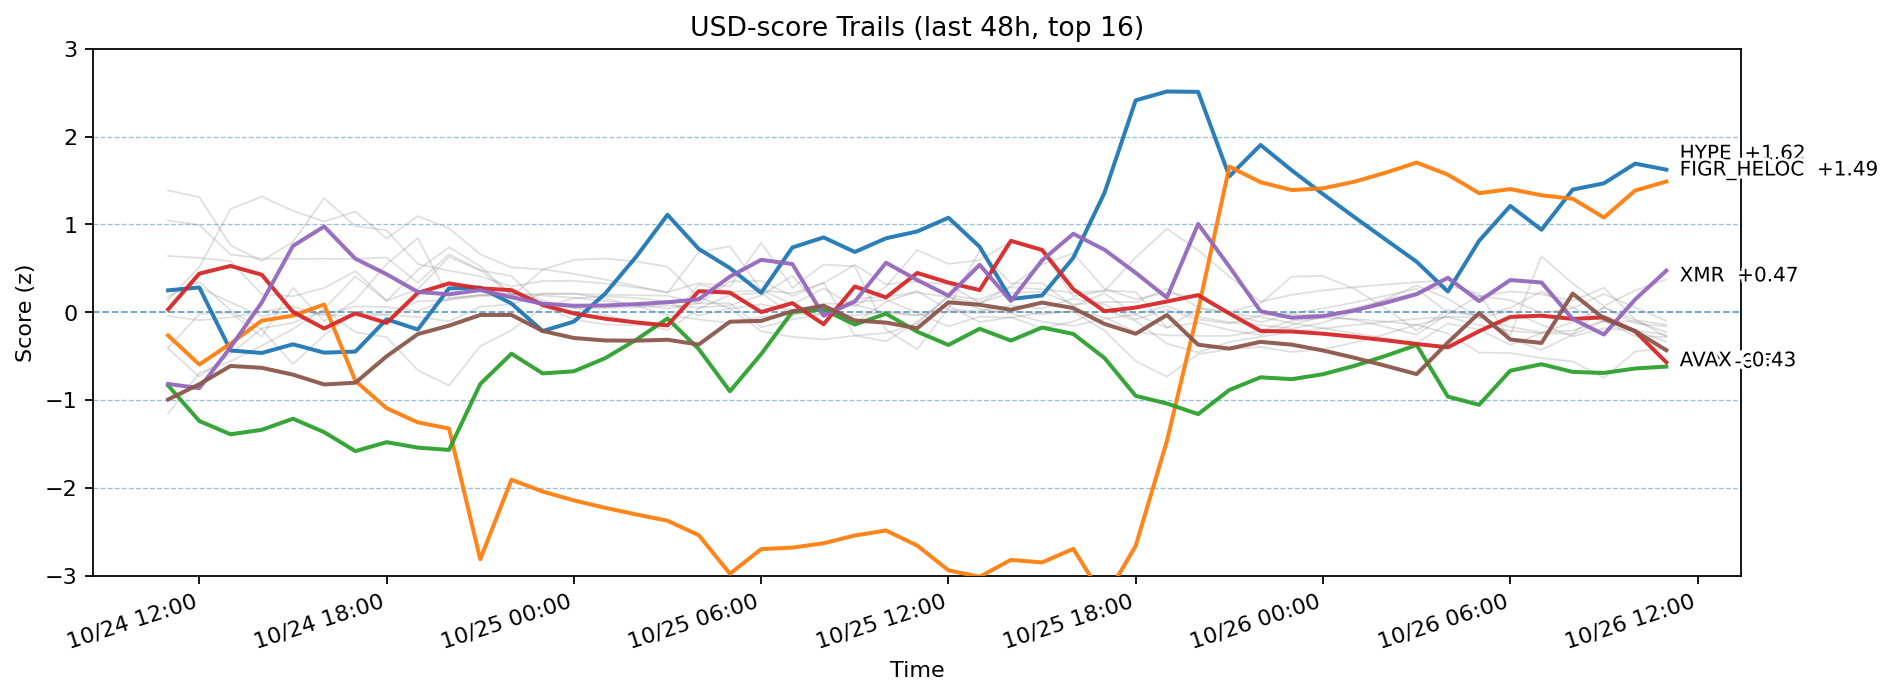 USD-score Trails (last 48h, top 16)
Score (z)
3
2
1
0
−1
−2
−3
HYPE +1.62
FIGR_HELOC +1.49
XMR +0.47
AVAX -0.43
10/24 12:00
10/24 18:00
10/25 00:00
10/25 06:00
10/25 12:00
10/25 18:00
10/26 00:00
10/26 06:00
10/26 12:00
Time